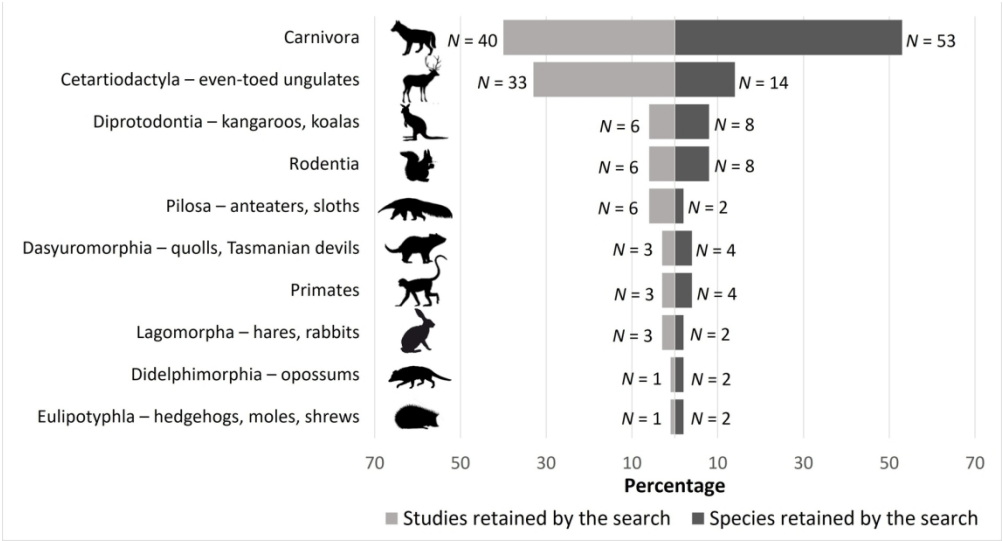 Carnivora N = 40 N = 53
Cetartiodactyla – even-toed ungulates N = 33 N = 14
Diprotodontia – kangaroos, koalas N = 6 N = 8
Rodentia N = 6 N = 8
Pilosa – anteaters, sloths N = 6 N = 2
Dasyuromorphia – quolls, Tasmanian devils N = 3 N = 4
Primates N = 3 N = 4
Lagomorpha – hares, rabbits N = 3 N = 2
Didelphimorphia – opossums N = 1 N = 2
Eulipotyphla – hedgehogs, moles, shrews N = 1 N = 2
70 50 30 10 10 30 50 70
Percentage
Studies retained by the search Species retained by the search